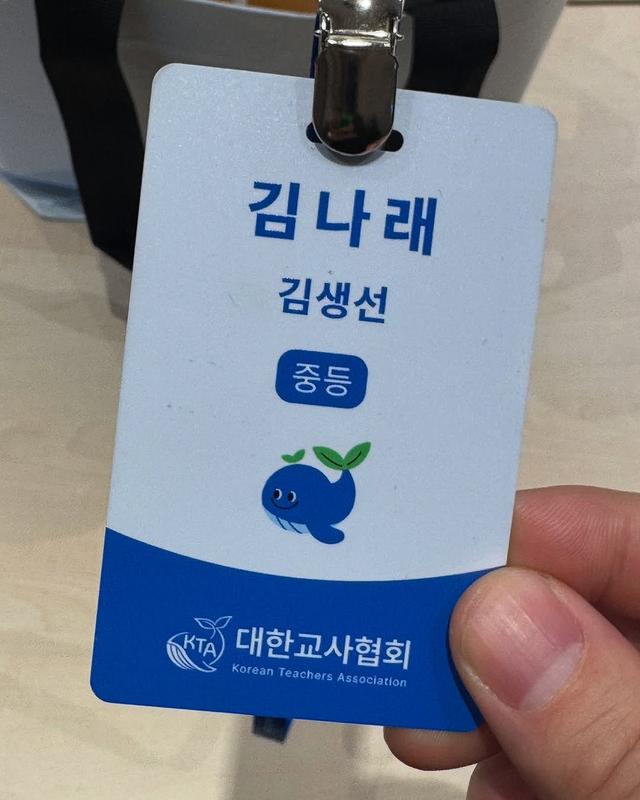 김나래
김생선
중등
KTA
대한교사협회
Korean Teachers Association